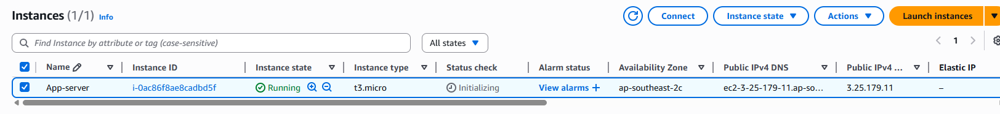 Instances (1/1) Info
Connect Instance state Actions Launch instances
Find Instance by attribute or tag (case-sensitive) All states 1
Name Instance ID Instance state Instance type Status check Alarm status Availability Zone Public IPv4 DNS Public IPv4 ... Elastic IP
App-server i-0ac86f8ae8cadbd5f Running t3.micro Initializing View alarms + ap-southeast-2c ec2-3-25-179-11.ap-so... 3.25.179.11 –